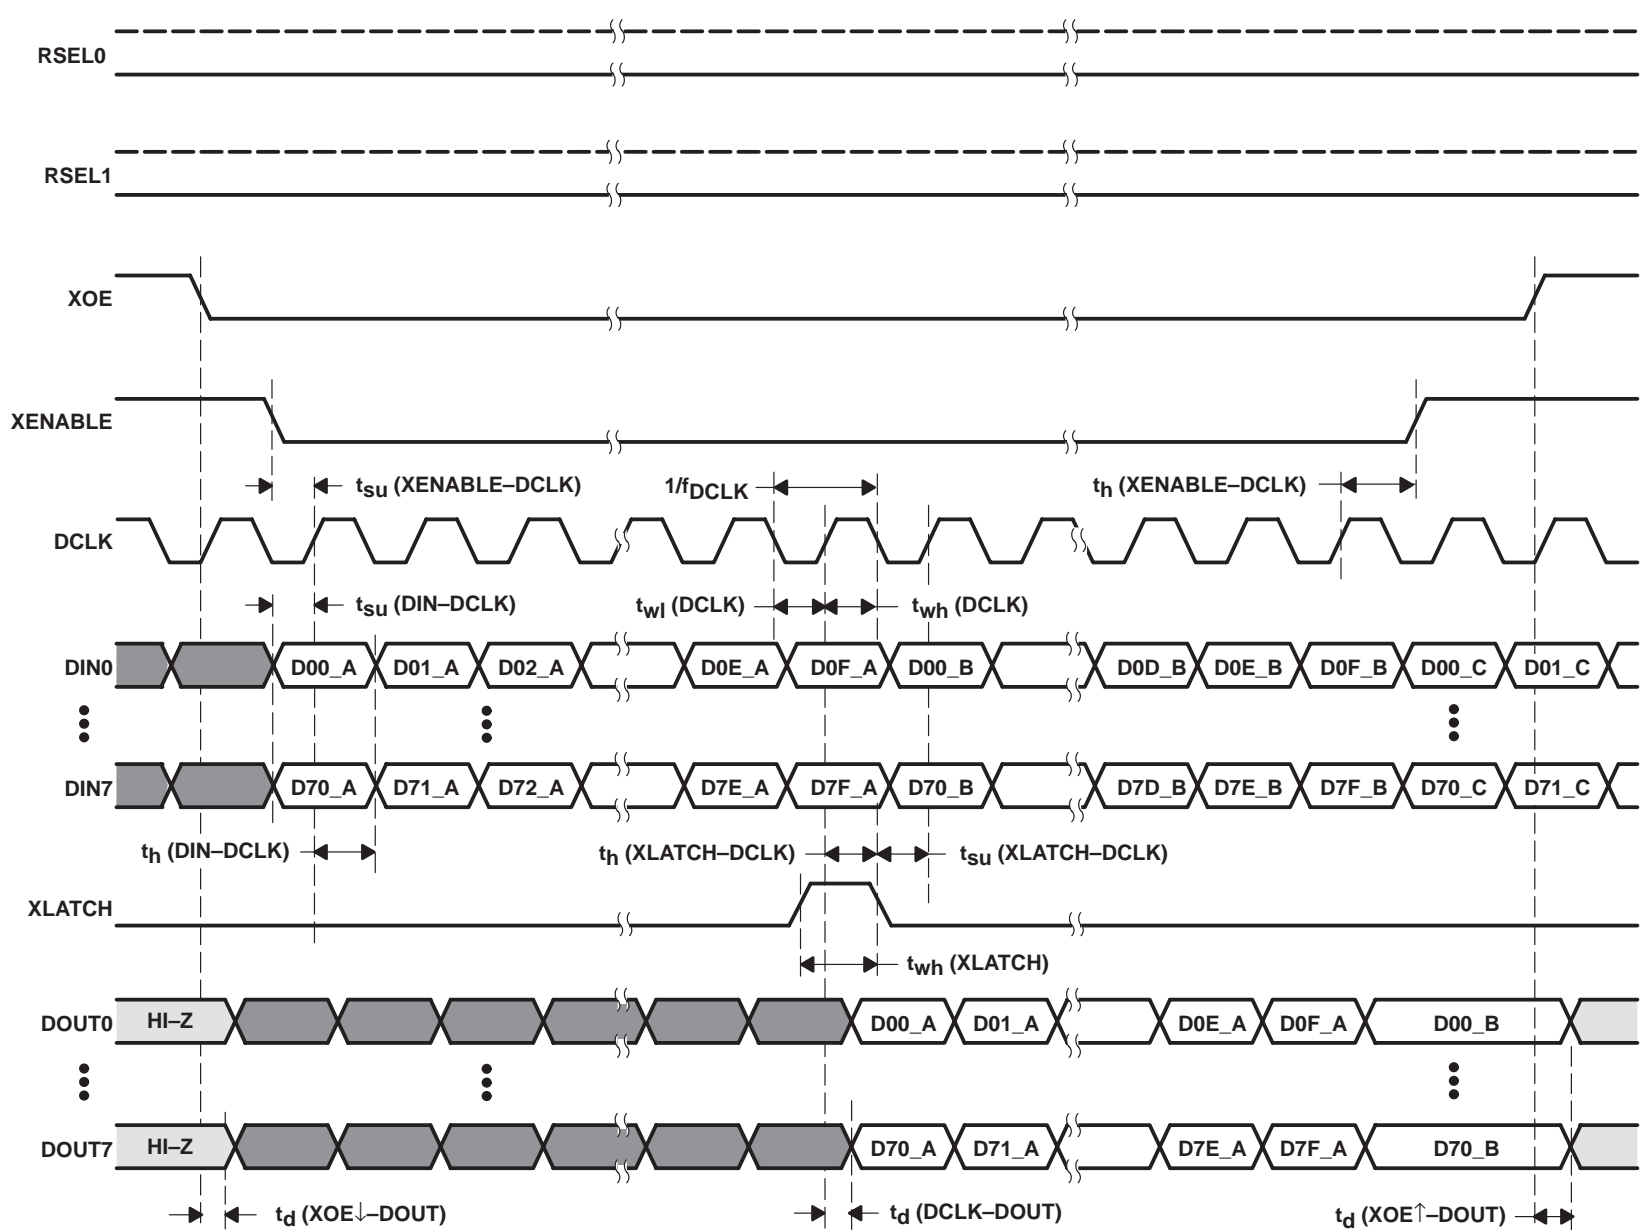 RSEL0
RSEL1
XOE
XENABLE
tsu (XENABLE–DCLK)
1/fDCLK
th (XENABLE–DCLK)
DCLK
tsu (DIN–DCLK)
twl (DCLK)
twh (DCLK)
DIN0 D00_A D01_A D02_A D0E_A D0F_A D00_B D0D_B D0E_B D0F_B D00_C D01_C
DIN7 D70_A D71_A D72_A D7E_A D7F_A D70_B D7D_B D7E_B D7F_B D70_C D71_C
th (DIN–DCLK)
th (XLATCH–DCLK)
tsu (XLATCH–DCLK)
XLATCH
twh (XLATCH)
DOUT0 HI–Z D00_A D01_A D0E_A D0F_A D00_B
DOUT7 HI–Z D70_A D71_A D7E_A D7F_A D70_B
td (XOE↓–DOUT)
td (DCLK–DOUT)
td (XOE↑–DOUT)